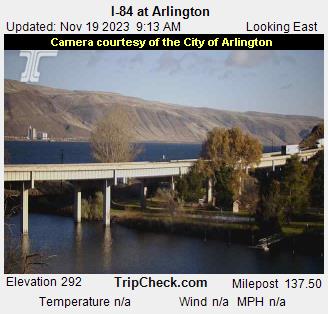 I-84 at Arlington
Updated: Nov 19 2023 9:13 AM Looking East
Camera courtesy of the City of Arlington
Elevation 292 TripCheck.com Milepost 137.50
Temperature n/a Wind n/a MPH n/a